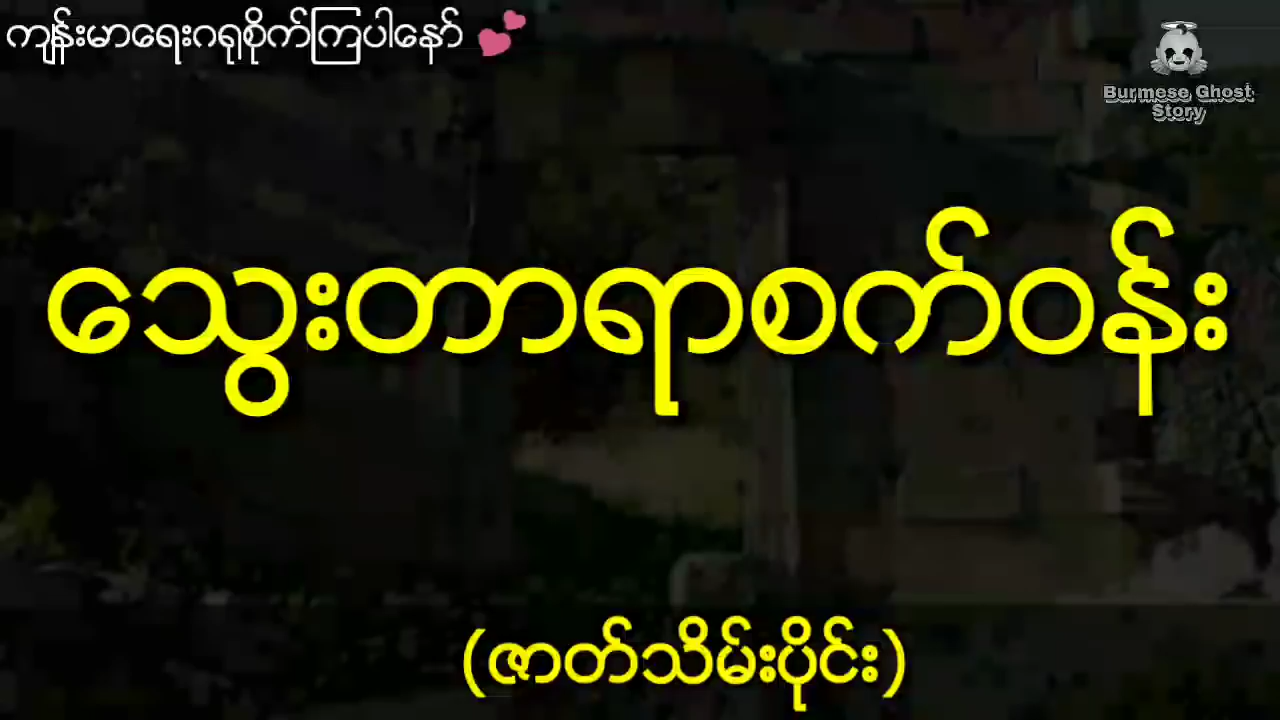 ကျန်းမာရေးဂရုစိုက်ကြပါနော် 💕
Burmese Ghost
Story
သွေးတာရာစက်ဝန်း
(ဇာတ်သိမ်းပိုင်း)